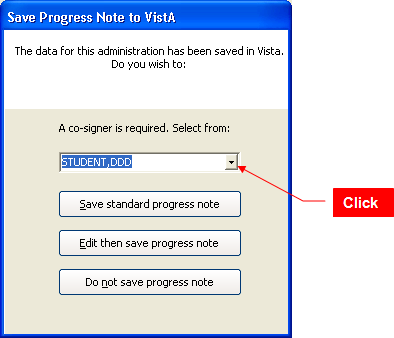 Save Progress Note to VistA
The data for this administration has been saved in Vista.
Do you wish to:
A co-signer is required. Select from:
STUDENT,DDD
Click
Save standard progress note
Edit then save progress note
Do not save progress note